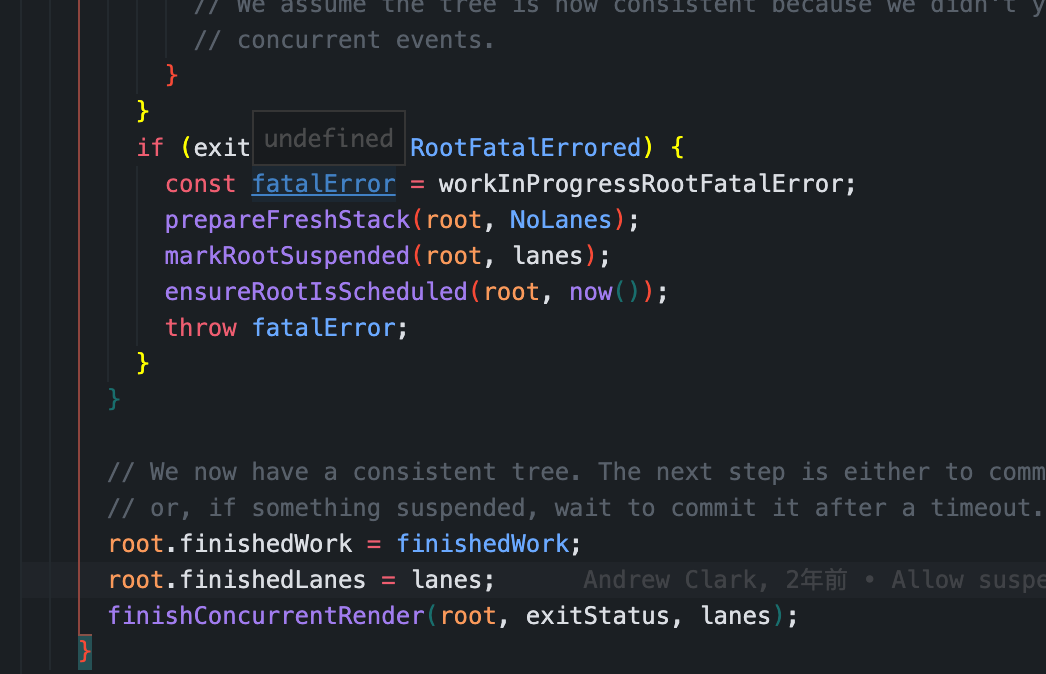 // We assume the tree is now consistent because we didn't y
// concurrent events.
}
}
undefined
if (exit RootFatalErrored) {
const fatalError = workInProgressRootFatalError;
prepareFreshStack(root, NoLanes);
markRootSuspended(root, lanes);
ensureRootIsScheduled(root, now());
throw fatalError;
}
}
// We now have a consistent tree. The next step is either to comm
// or, if something suspended, wait to commit it after a timeout.
root.finishedWork = finishedWork;
root.finishedLanes = lanes; Andrew Clark, 2年前 • Allow suspe
finishConcurrentRender(root, exitStatus, lanes);
}